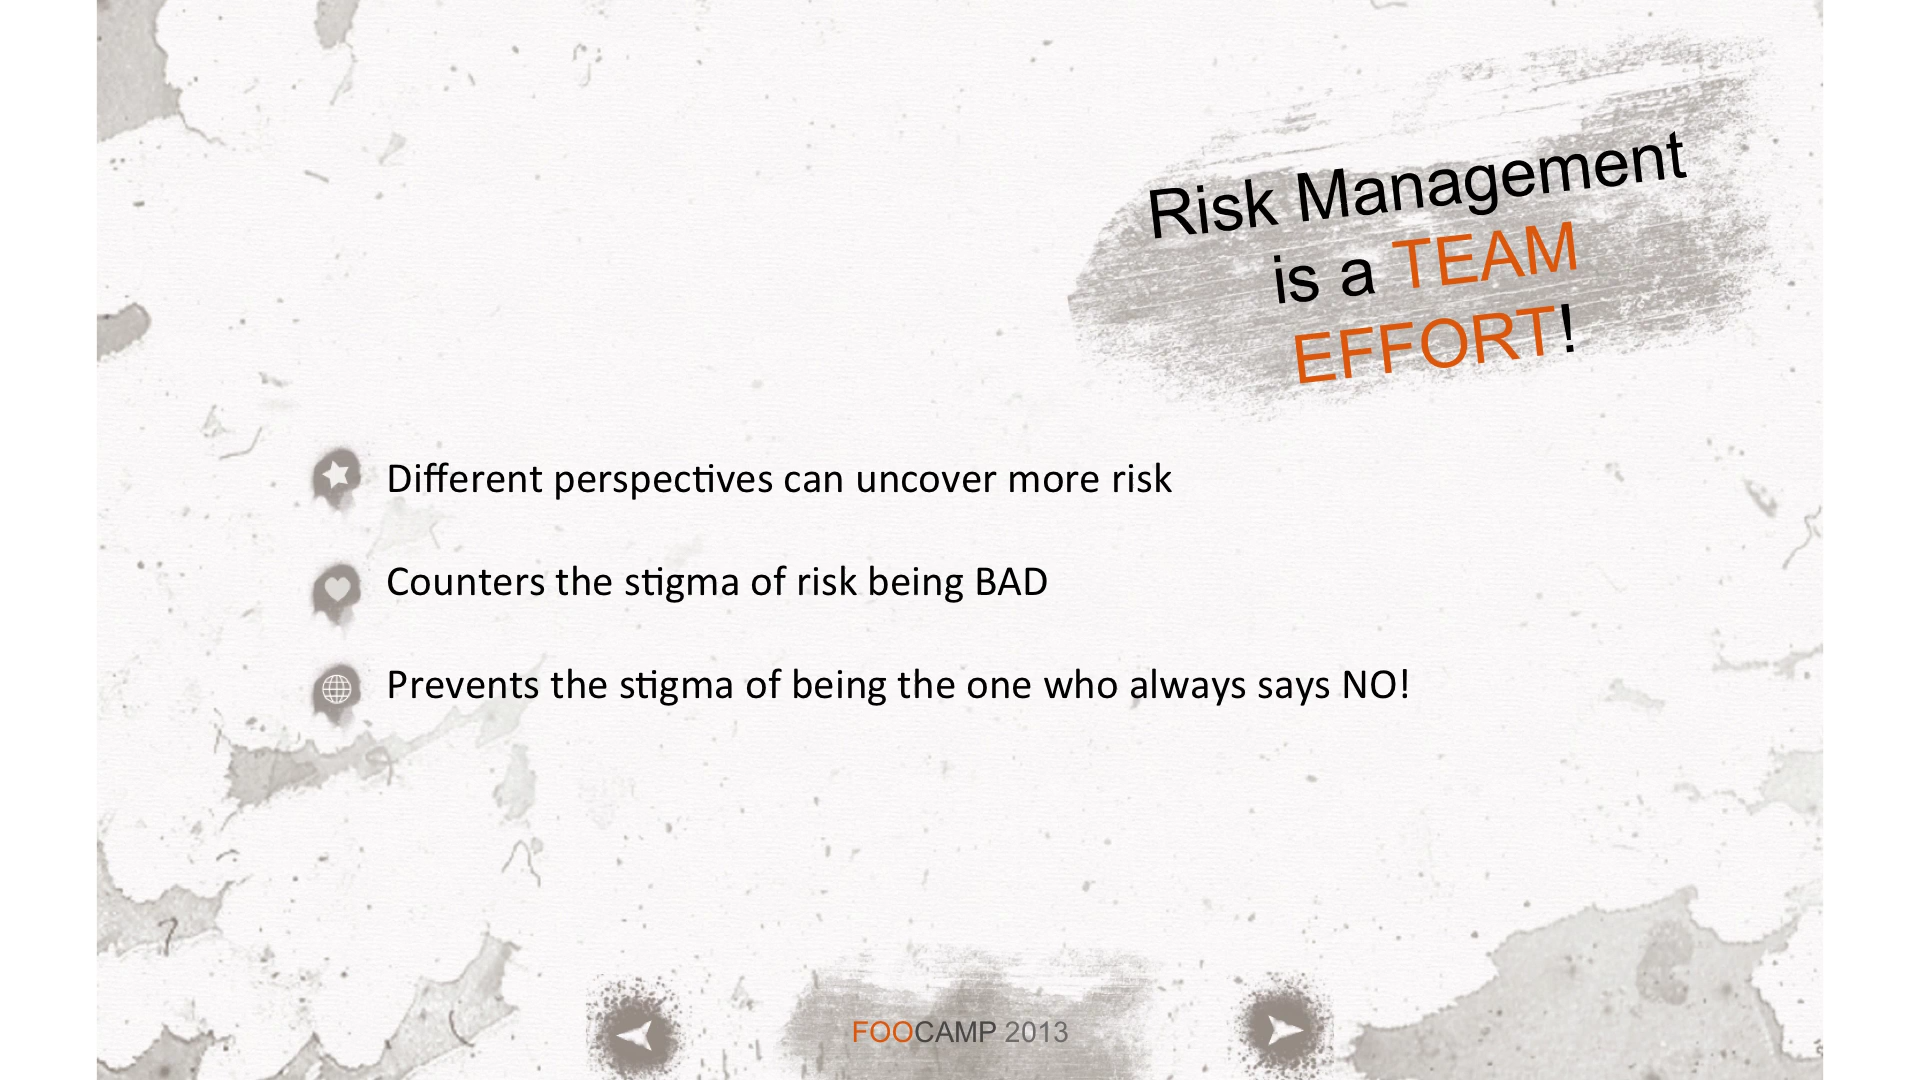 Risk Management
is a TEAM
EFFORT!
Different perspectives can uncover more risk
Counters the stigma of risk being BAD
Prevents the stigma of being the one who always says NO!
FOOCAMP 2013